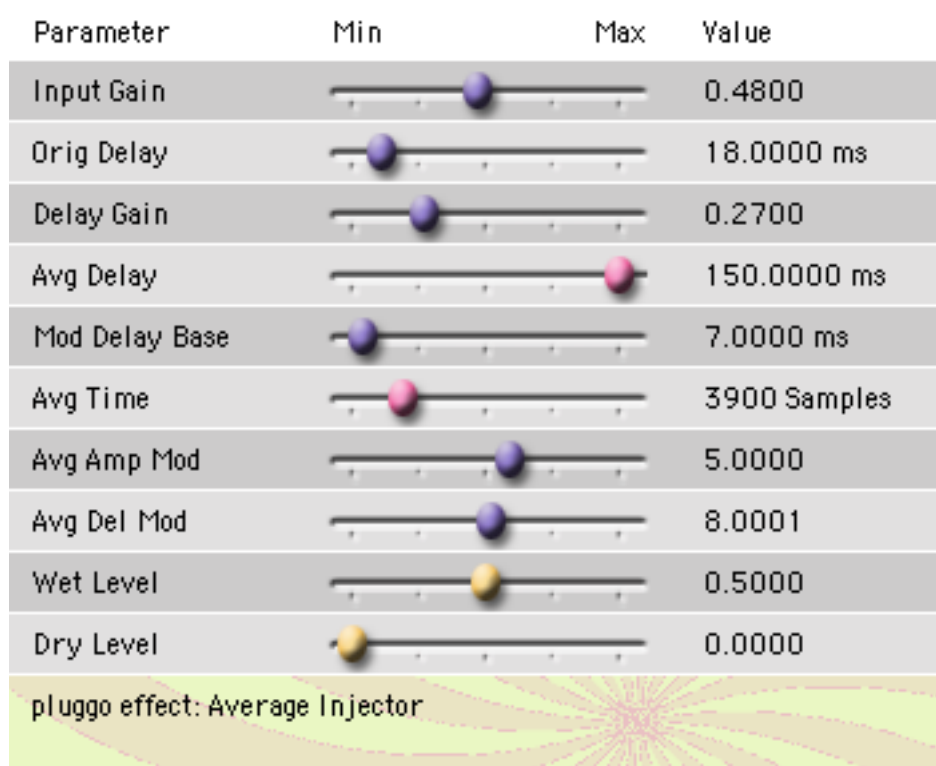 Parameter Min Max Value
Input Gain 0.4800
Orig Delay 18.0000 ms
Delay Gain 0.2700
Avg Delay 150.0000 ms
Mod Delay Base 7.0000 ms
Avg Time 3900 Samples
Avg Amp Mod 5.0000
Avg Del Mod 8.0001
Wet Level 0.5000
Dry Level 0.0000
pluggo effect: Average Injector